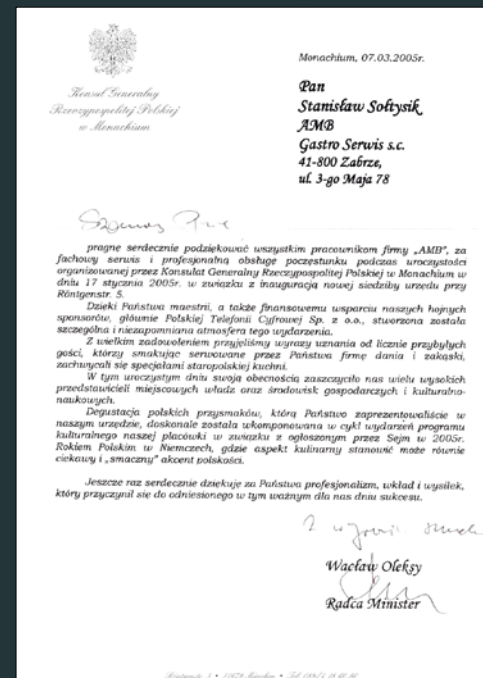 Monachium, 07.03.2005r.
Konsul Generalny
Rzeczypospolitej Polskiej
w Monachium
Pan
Stanisław Sołtysik
AMB
Gastro Serwis s.c.
41-800 Zabrze,
ul. 3-go Maja 78
pragnę serdecznie podziękować wszystkim pracownikom firmy „AMB”, za
fachowy serwis i profesjonalną obsługę poczęstunku podczas uroczystości
organizowanej przez Konsulat Generalny Rzeczypospolitej Polskiej w Monachium w
dniu 17 stycznia 2005r. w związku z inauguracją nowej siedziby urzędu przy
Röntgenstr. 5.
Dzięki Państwa maestrii, a także finansowemu wsparciu naszych hojnych
sponsorów, głównie Polskiej Telefonii Cyfrowej Sp. z o.o., stworzona została
szczególna i niezapomniana atmosfera tego wydarzenia.
Z wielkim zadowoleniem przyjęliśmy wyrazy uznania od licznie przybyłych
gości, którzy smakując serwowane przez Państwa firmę dania i zakąski,
zachwycali się specjałami staropolskiej kuchni.
W tym uroczystym dniu swoją obecnością zaszczyciło nas wielu wysokich
przedstawicieli miejscowych władz oraz środowisk gospodarczych i kulturalno-
naukowych.
Degustacja polskich przysmaków, którą Państwo zaprezentowaliście w
naszym urzędzie, doskonale została wkomponowana w cykl wydarzeń programu
kulturalnego naszej placówki w związku z ogłoszonym przez Sejm w 2005r.
Rokiem Polskim w Niemczech, gdzie aspekt kulinarny stanowić może równie
ciekawy i „smaczny” akcent polskości.
Jeszcze raz serdecznie dziękuję za Państwa profesjonalizm, wkład i wysiłek,
który przyczynił się do odniesionego w tym ważnym dla nas dniu sukcesu.
Wacław Oleksy
Radca Minister